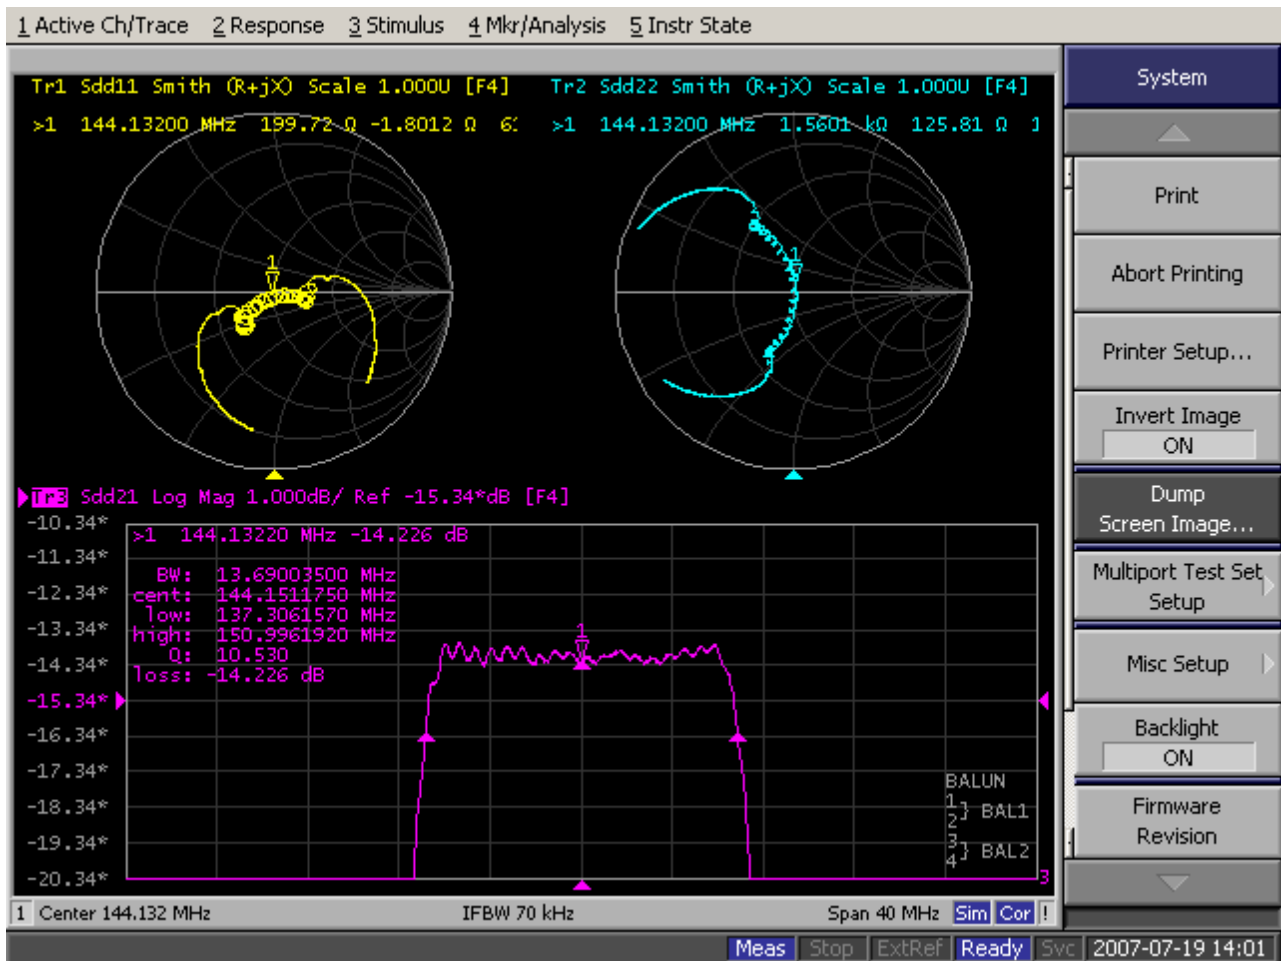 1 Active Ch/Trace 2 Response 3 Stimulus 4 Mkr/Analysis 5 Instr State
Tr1 Sdd11 Smith (R+jX) Scale 1.000U [F4]
>1 144.13200 MHz 199.72 Ω -1.8012 Ω
Tr2 Sdd22 Smith (R+jX) Scale 1.000U [F4]
>1 144.13200 MHz 1.5601 kΩ 125.81 Ω
1
1
Tr3 Sdd21 Log Mag 1.000dB/ Ref -15.34*dB [F4]
-10.34*
-11.34*
-12.34*
-13.34*
-14.34*
-15.34*
-16.34*
-17.34*
-18.34*
-19.34*
-20.34*
>1 144.13220 MHz -14.226 dB
BW: 13.69003500 MHz
cent: 144.1511750 MHz
low: 137.3061570 MHz
high: 150.9961920 MHz
Q: 10.530
loss: -14.226 dB
1
BALUN
1
2} BAL1
3
4} BAL2
3
1 Center 144.132 MHz IFBW 70 kHz Span 40 MHz Sim Cor !
Meas Stop ExtRef Ready Svc 2007-07-19 14:01
System
Print
Abort Printing
Printer Setup...
Invert Image
ON
Dump
Screen Image...
Multiport Test Set
Setup
Misc Setup
Backlight
ON
Firmware
Revision